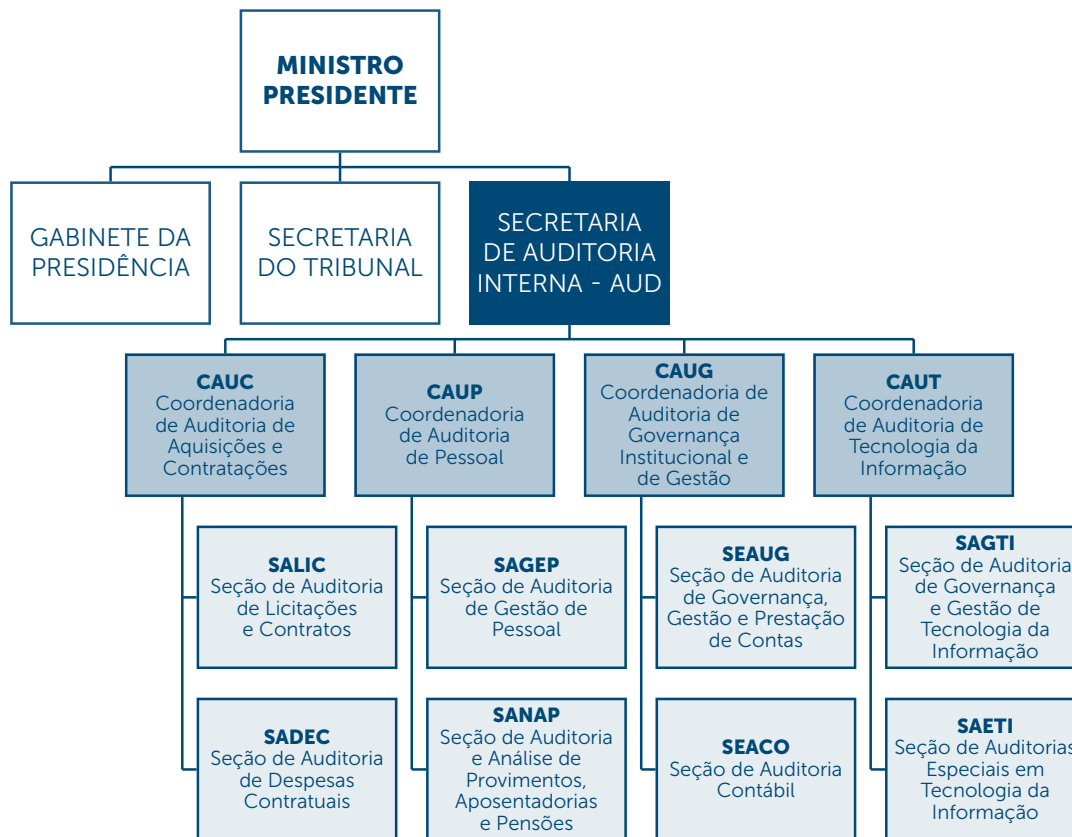 MINISTRO
PRESIDENTE
GABINETE DA
PRESIDÊNCIA
SECRETARIA
DO TRIBUNAL
SECRETARIA
DE AUDITORIA
INTERNA - AUD
CAUC
Coordenadoria
de Auditoria de
Aquisições e
Contratações
CAUP
Coordenadoria
de Auditoria
de Pessoal
CAUG
Coordenadoria de
Auditoria de
Governança
Institucional e
de Gestão
CAUT
Coordenadoria
de Auditoria de
Tecnologia da
Informação
SALIC
Seção de Auditoria
de Licitações
e Contratos
SAGEP
Seção de Auditoria
de Gestão de
Pessoal
SEAUG
Seção de Auditoria
de Governança,
Gestão e Prestação
de Contas
SAGTI
Seção de Auditoria
de Governança
e Gestão de
Tecnologia da
Informação
SADEC
Seção de Auditoria
de Despesas
Contratuais
SANAP
Seção de Auditoria
e Análise de
Provimentos,
Aposentadorias
e Pensões
SEACO
Seção de Auditoria
Contábil
SAETI
Seção de Auditorias
Especiais em
Tecnologia da
Informação